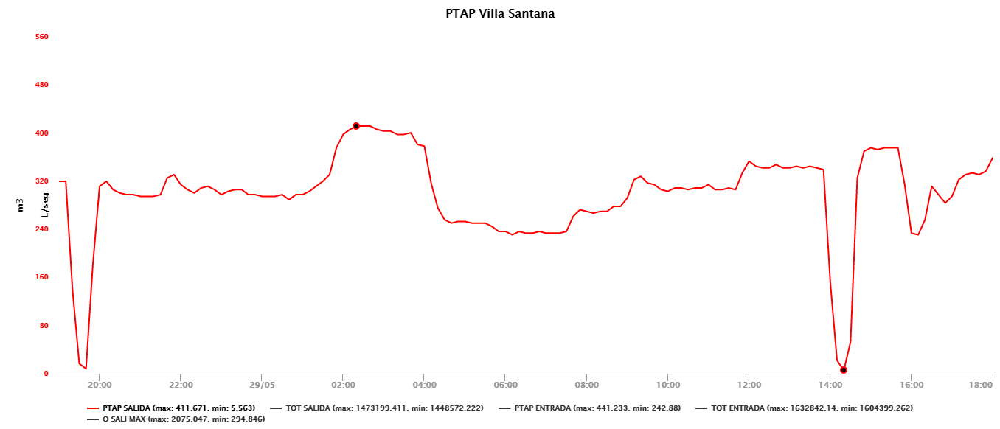 PTAP Villa Santana
560
480
400
320
240
160
80
0
m3
L/seg
20:00 22:00 29/05 02:00 04:00 06:00 08:00 10:00 12:00 14:00 16:00 18:00
PTAP SALIDA (max: 411.671, min: 5.563) TOT SALIDA (max: 1473199.411, min: 1448572.222) PTAP ENTRADA (max: 441.233, min: 242.88) TOT ENTRADA (max: 1632842.14, min: 1604399.262)
Q SALI MAX (max: 2075.047, min: 294.846)